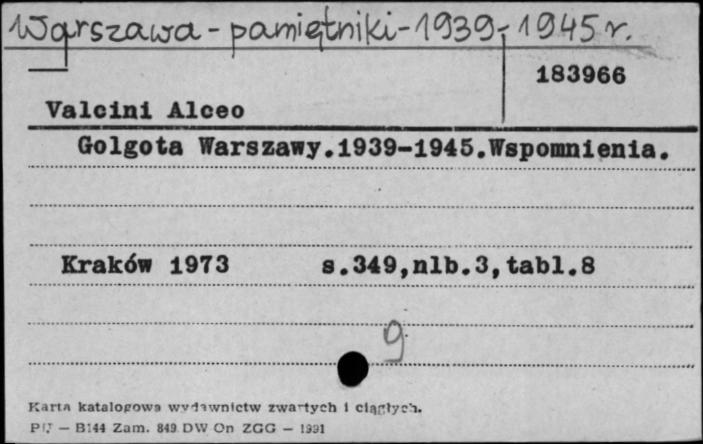 Warszawa - pamiętniki - 1939-1945 r.
183966
Valcini Alceo
Golgota Warszawy.1939-1945.Wspomnienia.
Kraków 1973 s.349,nlb.3,tabl.8
9
Karta katalogowa wydawnictw zwartych i ciągłych.
PU — B144 Zam. 849 DW On ZGG — 1991